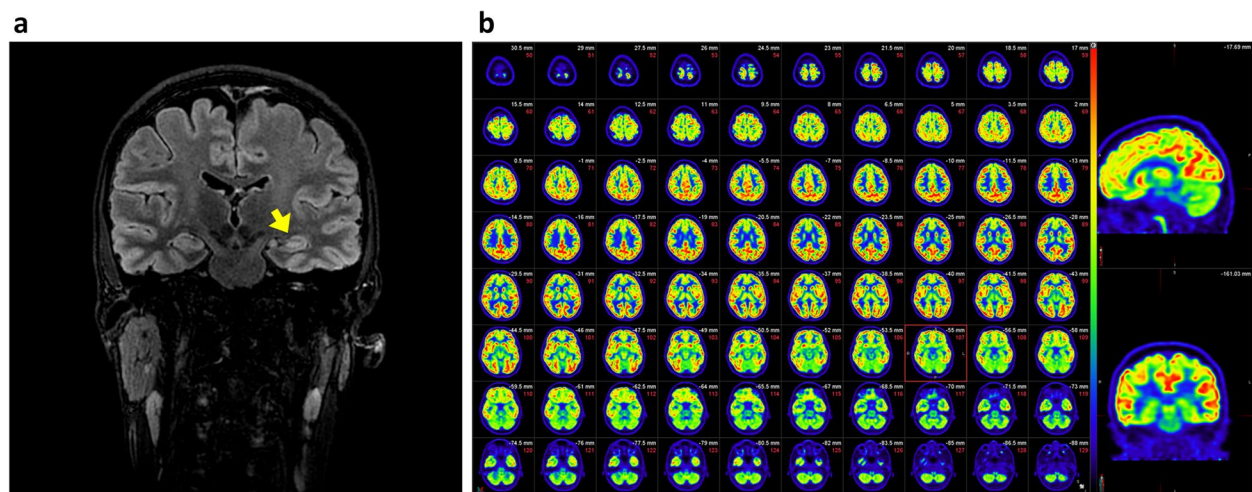 a
b
30.5 mm 29 mm 27.5 mm 26 mm 24.5 mm 23 mm 21.5 mm 20 mm 18.5 mm 17 mm
50 51 52 53 54 55 56 57 58 59
-17.69 mm
15.5 mm 14 mm 12.5 mm 11 mm 9.5 mm 8 mm 6.5 mm 5 mm 3.5 mm 2 mm
60 61 62 63 64 65 66 67 68 69
0.5 mm -1 mm -2.5 mm -4 mm -5.5 mm -7 mm -8.5 mm -10 mm -11.5 mm -13 mm
70 71 72 73 74 75 76 77 78 79
-14.5 mm -16 mm -17.5 mm -19 mm -20.5 mm -22 mm -23.5 mm -25 mm -26.5 mm -28 mm
80 81 82 83 84 85 86 87 88 89
-29.5 mm -31 mm -32.5 mm -34 mm -35.5 mm -37 mm -38.5 mm -40 mm -41.5 mm -43 mm
90 91 92 93 94 95 96 97 98 99
-161.03 mm
-44.5 mm -46 mm -47.5 mm -49 mm -50.5 mm -52 mm -53.5 mm -55 mm -56.5 mm -58 mm
100 101 102 103 104 105 106 107 108 109
-59.5 mm -61 mm -62.5 mm -64 mm -65.5 mm -67 mm -68.5 mm -70 mm -71.5 mm -73 mm
110 111 112 113 114 115 116 117 118 119
-74.5 mm -76 mm -77.5 mm -79 mm -80.5 mm -82 mm -83.5 mm -85 mm -86.5 mm -88 mm
120 121 122 123 124 125 126 127 128 129